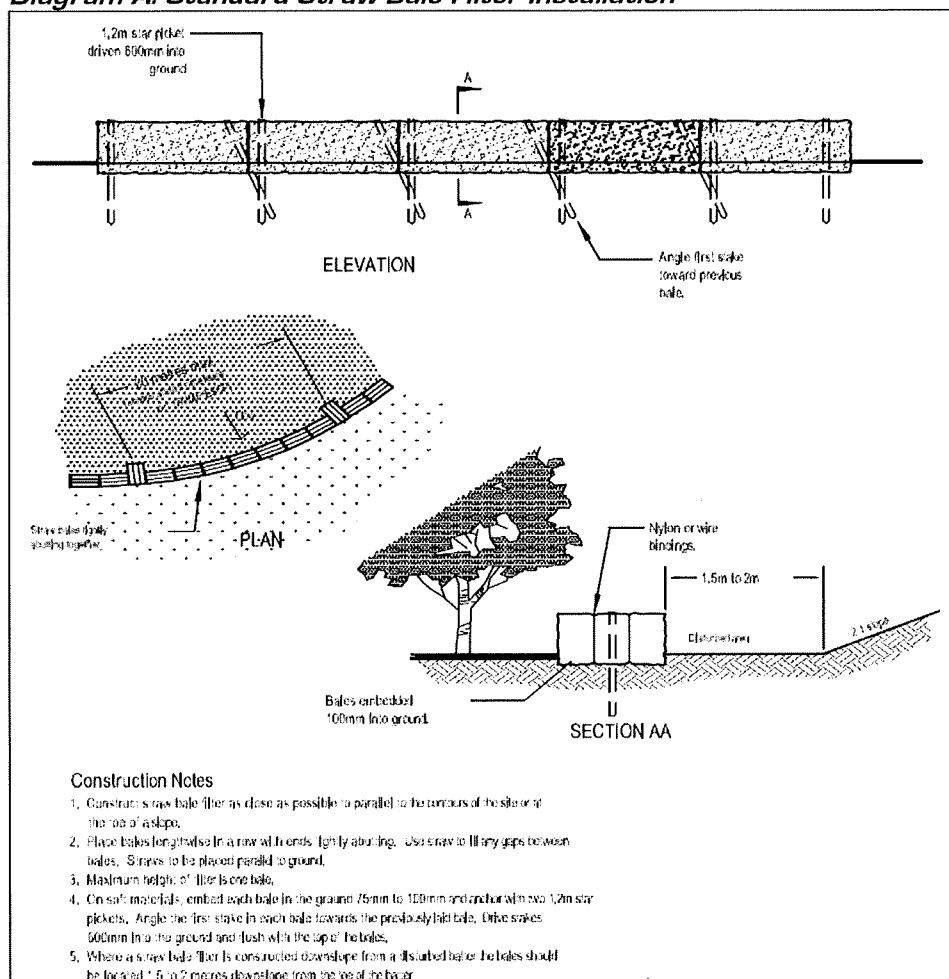 Diagram A: Standard Straw Bale Filter Installation
1.2m star picket
driven 600mm into
ground
A
A
ELEVATION
Angle first stake
toward previous
bale.
20 metres max.
Straw bales tightly
abutting together.
PLAN
Nylon or wire
bindings.
1.5m to 2m
Disturbed area
2:1 slope
Bales embedded
100mm into ground.
SECTION AA
Construction Notes
1. Construct straw bale filter as close as possible to parallel to the contours of the site or at
the toe of a slope.
2. Place bales lengthwise in a row with ends tightly abutting. Use straw to fill any gaps between
bales. Straws to be placed parallel to ground.
3. Maximum height of filter is one bale.
4. On soft materials, embed each bale in the ground 75mm to 100mm and anchor with two 1.2m star
pickets. Angle the first stake in each bale towards the previously laid bale. Drive stakes
600mm into the ground and flush with the top of the bales.
5. Where a straw bale filter is constructed downslope from a disturbed batter the bales should
be located 1.5 to 2 metres downslope from the toe of the batter.